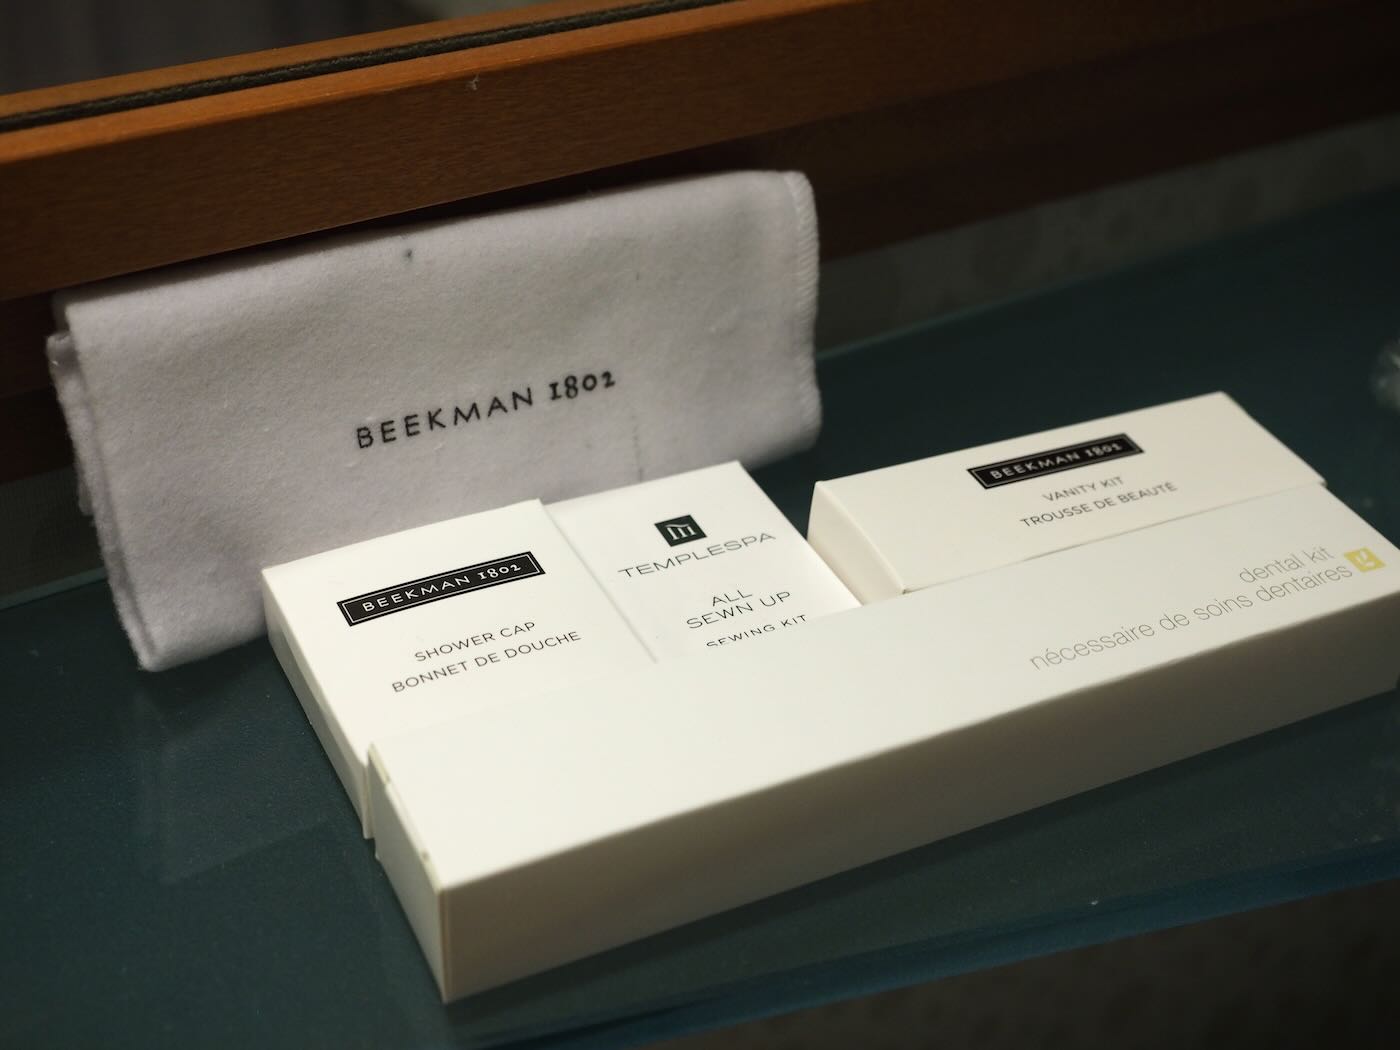 BEEKMAN 1802
BEEKMAN 1802
SHOWER CAP
BONNET DE DOUCHE
TEMPLESPA
ALL
SEWN UP
SEWING KIT
BEEKMAN 1802
VANITY KIT
TROUSSE DE BEAUTÉ
dental kit
nécessaire de soins dentaires